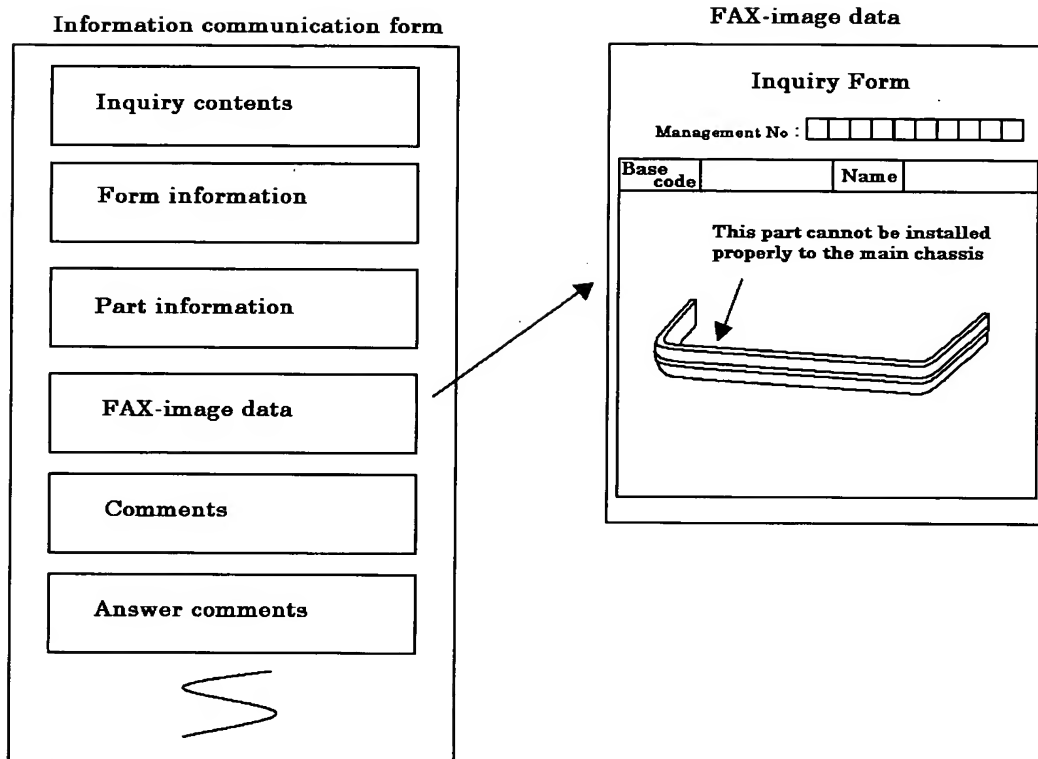 Information communication form
Inquiry contents
Form information
Part information
FAX-image data
Comments
Answer comments
FAX-image data
Inquiry Form
Management No :
Base
code
Name
This part cannot be installed
properly to the main chassis